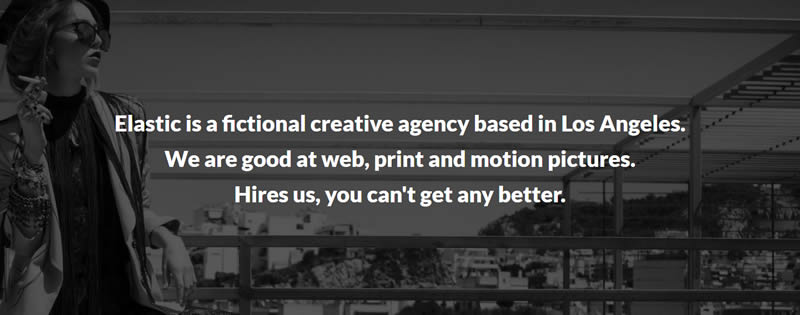 Elastic is a fictional creative agency based in Los Angeles.
We are good at web, print and motion pictures.
Hires us, you can't get any better.